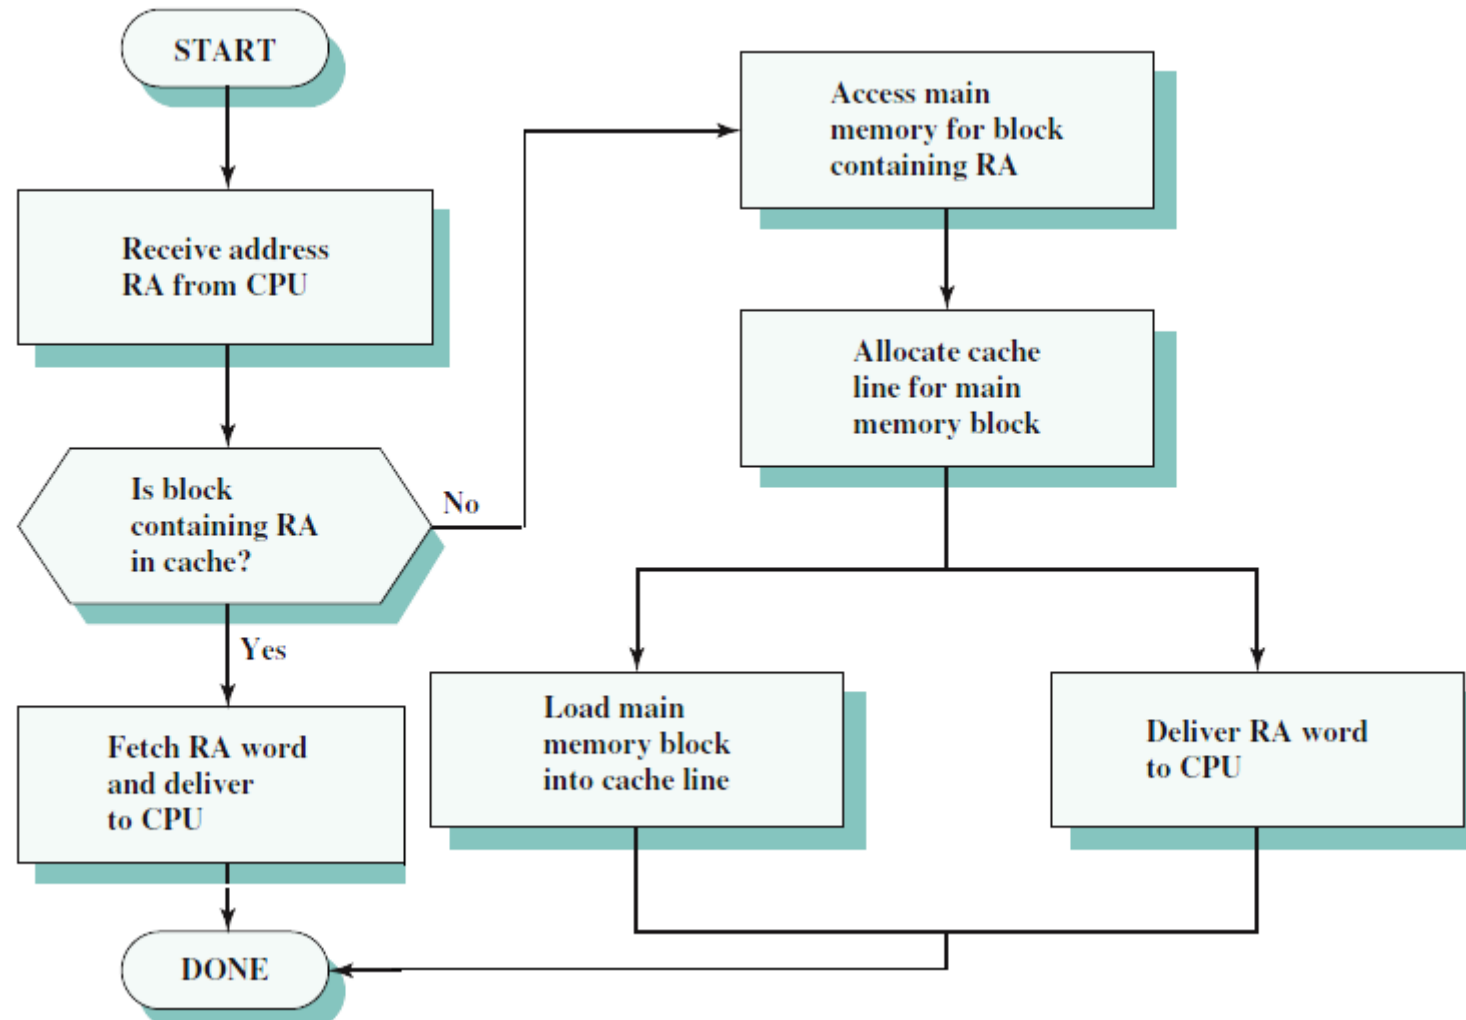 START
Receive address
RA from CPU
Is block
containing RA
in cache?
No
Yes
Fetch RA word
and deliver
to CPU
DONE
Access main
memory for block
containing RA
Allocate cache
line for main
memory block
Load main
memory block
into cache line
Deliver RA word
to CPU